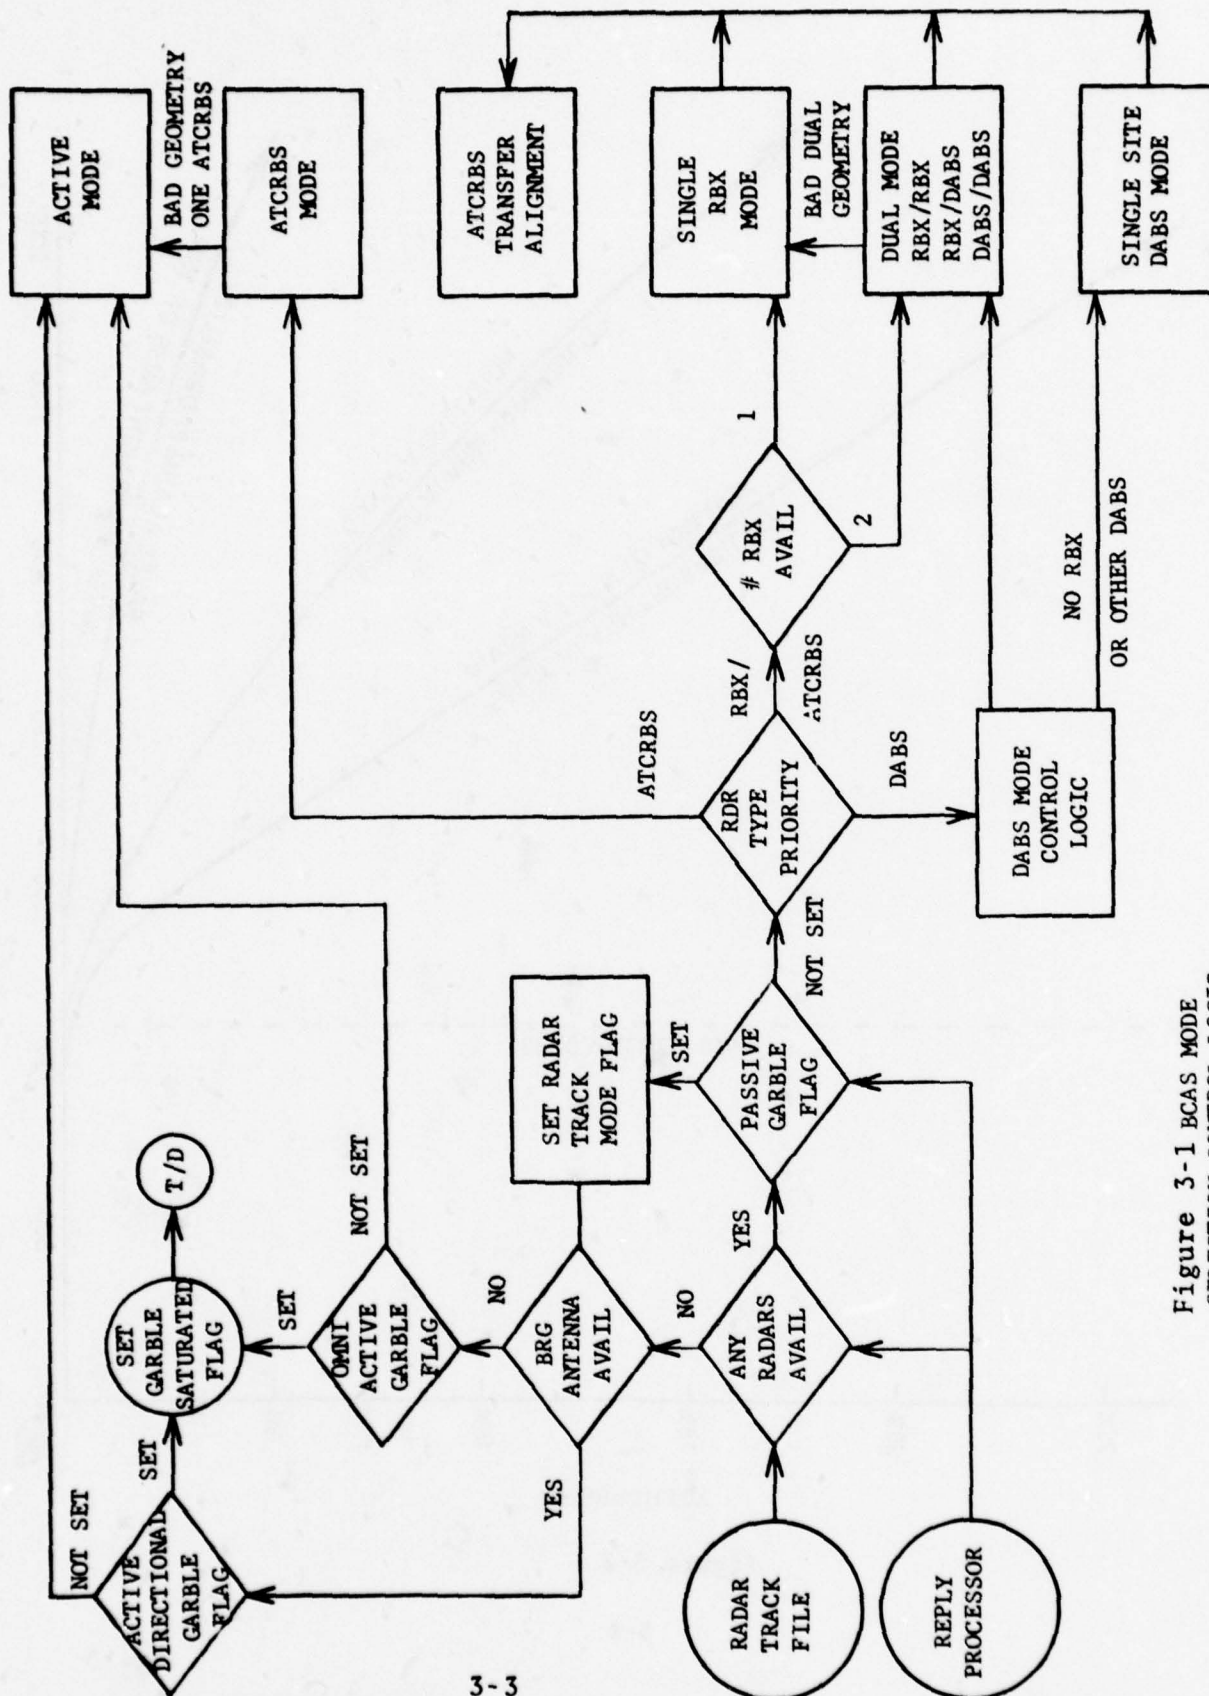 ACTIVE
DIRECTIONAL
GARBLE
FLAG
NOT SET
SET
SET
GARBLE
SATURATED
FLAG
T/D
ACTIVE
MODE
BAD GEOMETRY
ONE ATCRBS
ATCRBS
MODE
OMNI
ACTIVE
GARBLE
FLAG
SET
NOT SET
BRG
ANTENNA
AVAIL
NO
YES
SET RADAR
TRACK
MODE FLAG
ATCRBS
TRANSFER
ALIGNMENT
RADAR
TRACK
FILE
ANY
RADARS
AVAIL
NO
YES
PASSIVE
GARBLE
FLAG
SET
NOT SET
RDR
TYPE
PRIORITY
ATCRBS
RBX/
ATCRBS
DABS
# RBX
AVAIL
1
2
SINGLE
RBX
MODE
BAD DUAL
GEOMETRY
DUAL MODE
RBX/RBX
RBX/DABS
DABS/DABS
REPLY
PROCESSOR
DABS MODE
CONTROL
LOGIC
NO RBX
OR OTHER DABS
SINGLE SITE
DABS MODE
Figure 3-1 BCAS MODE
3-3